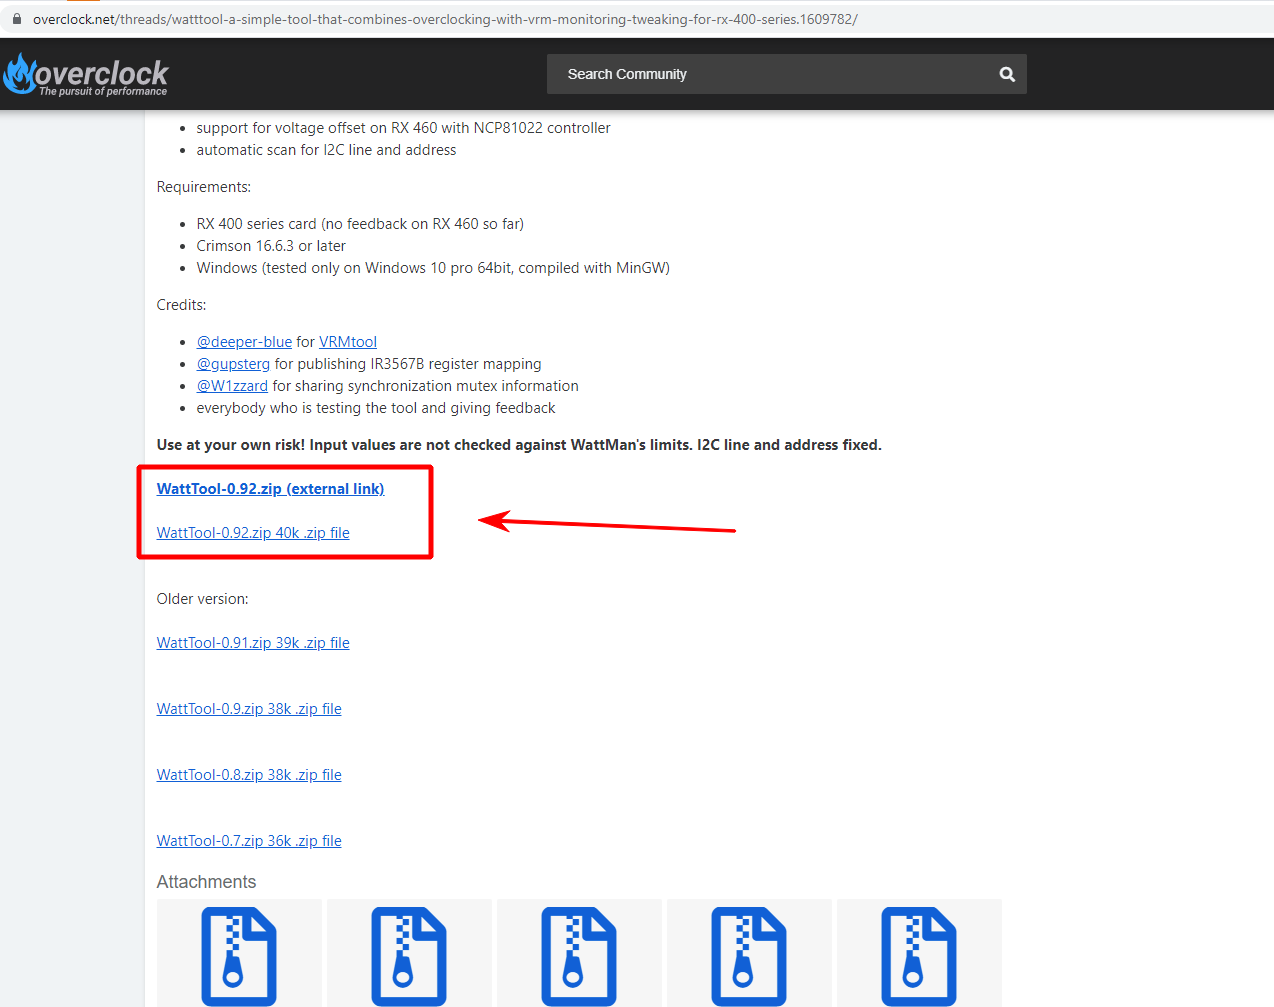 overclock.net/threads/watttool-a-simple-tool-that-combines-overclocking-with-vrm-monitoring-tweaking-for-rx-400-series.1609782/
overclock
The pursuit of performance
Search Community
support for voltage offset on RX 460 with NCP81022 controller
automatic scan for I2C line and address
Requirements:
RX 400 series card (no feedback on RX 460 so far)
Crimson 16.6.3 or later
Windows (tested only on Windows 10 pro 64bit, compiled with MinGW)
Credits:
@deeper-blue for VRMtool
@gupsterg for publishing IR3567B register mapping
@W1zzard for sharing synchronization mutex information
everybody who is testing the tool and giving feedback
Use at your own risk! Input values are not checked against WattMan's limits. I2C line and address fixed.
WattTool-0.92.zip (external link)
WattTool-0.92.zip 40k .zip file
Older version:
WattTool-0.91.zip 39k .zip file
WattTool-0.9.zip 38k .zip file
WattTool-0.8.zip 38k .zip file
WattTool-0.7.zip 36k .zip file
Attachments